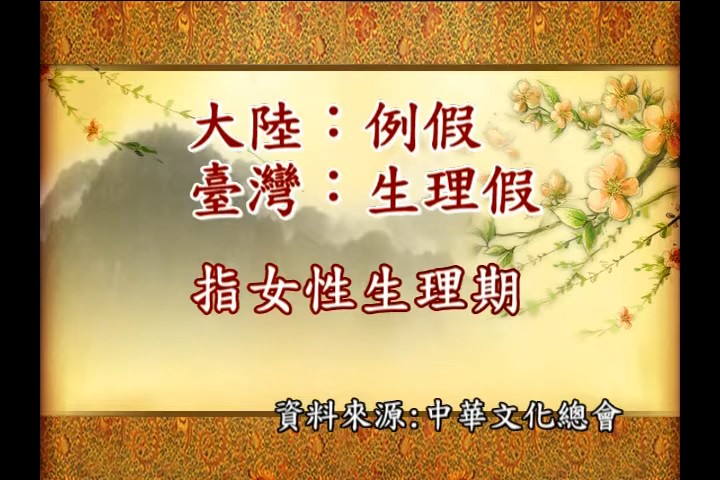 大陸：例假
臺灣：生理假
指女性生理期
資料來源:中華文化總會